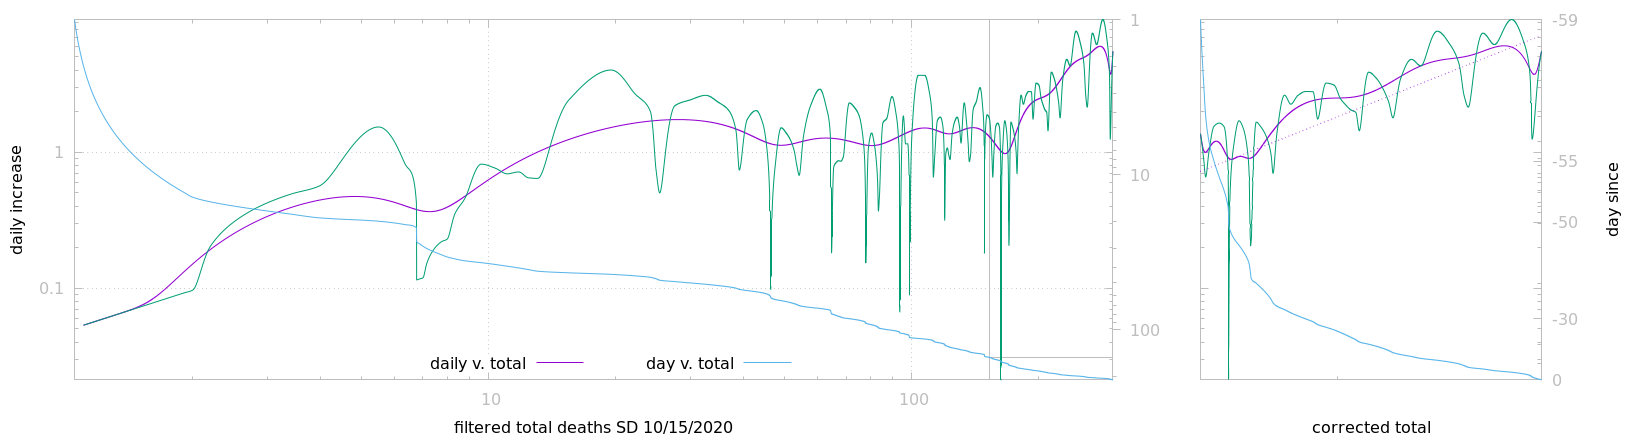 1
0.1
daily increase
daily v. total
day v. total
10
100
filtered total deaths SD 10/15/2020
1
10
100
-59
-55
-50
-30
0
day since
corrected total